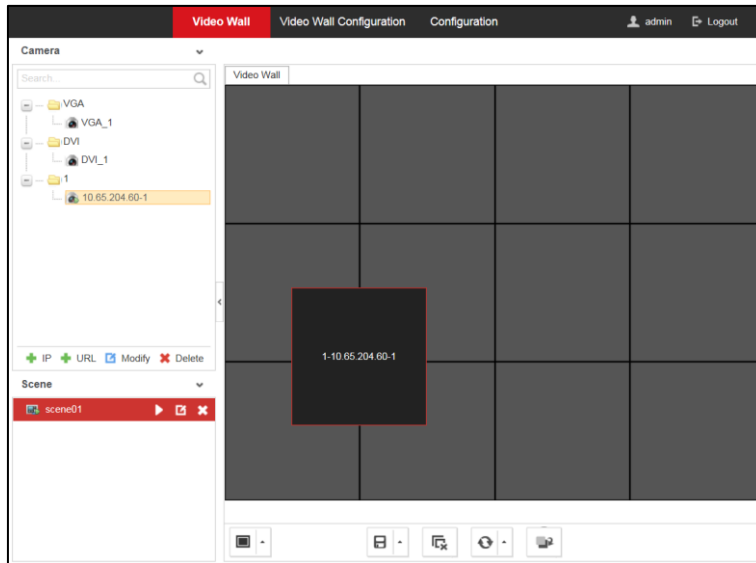 Video Wall Video Wall Configuration Configuration admin Logout
Camera
Search...
Video Wall
VGA
VGA_1
DVI
DVI_1
1
10.65.204.60-1
1-10.65.204.60-1
IP URL Modify Delete
Scene
scene01
2